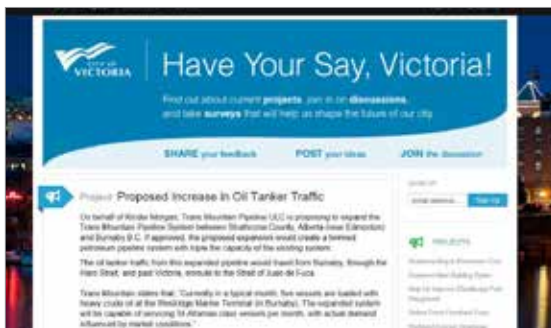 CITY OF
VICTORIA
Have Your Say, Victoria!
Find out about current projects, join in on discussions,
and take surveys that will help us shape the future of our city.
SHARE your feedback
POST your ideas
JOIN the discussion
Project: Proposed Increase in Oil Tanker Traffic
On behalf of Kinder Morgan, Trans Mountain Pipeline ULC is proposing to expand the
Trans Mountain Pipeline System between Strathcona County, Alberta (near Edmonton)
and Burnaby B.C. If approved, the proposed expansion would create a twinned
petroleum pipeline system with triple the capacity of the existing system.
The oil tanker traffic from this expanded pipeline would travel from Burnaby, through the
Haro Strait, and past Victoria, enroute to the Strait of Juan de Fuca.
Trans Mountain states that, "Currently in a typical month, five vessels are loaded with
heavy crude oil at the Westridge Marine Terminal (in Burnaby). The expanded system
will be capable of servicing 34 Aframax class vessels per month, with actual demand
influenced by market conditions."
SIGN UP
Sign Up
PROJECTS